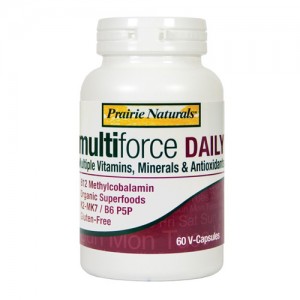 Prairie Naturals
multiforce DAILY
Multiple Vitamins, Minerals & Antioxidants
B12 Methylcobalamin
Organic Superfoods
K2-MK7 / B6 P5P
Gluten-Free
60 V-Capsules
Mon